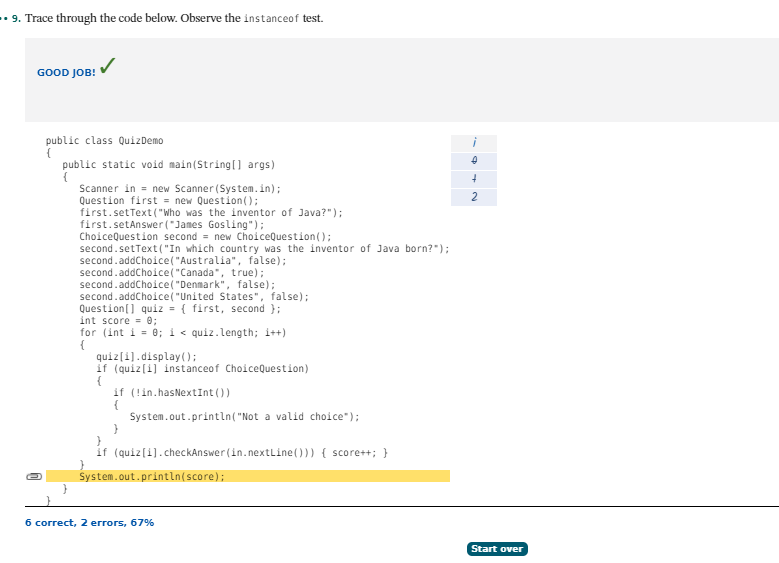 •• 9. Trace through the code below. Observe the instanceof test.
GOOD JOB! ✓
public class QuizDemo
{
public static void main(String[] args)
{
Scanner in = new Scanner(System.in);
Question first = new Question();
first.setText("Who was the inventor of Java?");
first.setAnswer("James Gosling");
ChoiceQuestion second = new ChoiceQuestion();
second.setText("In which country was the inventor of Java born?");
second.addChoice("Australia", false);
second.addChoice("Canada", true);
second.addChoice("Denmark", false);
second.addChoice("United States", false);
Question[] quiz = { first, second };
int score = 0;
for (int i = 0; i < quiz.length; i++)
{
quiz[i].display();
if (quiz[i] instanceof ChoiceQuestion)
{
if (!in.hasNextInt())
{
System.out.println("Not a valid choice");
}
}
if (quiz[i].checkAnswer(in.nextLine())) { score++; }
}
System.out.println(score);
}
}
i
0
1
2
6 correct, 2 errors, 67%
Start over